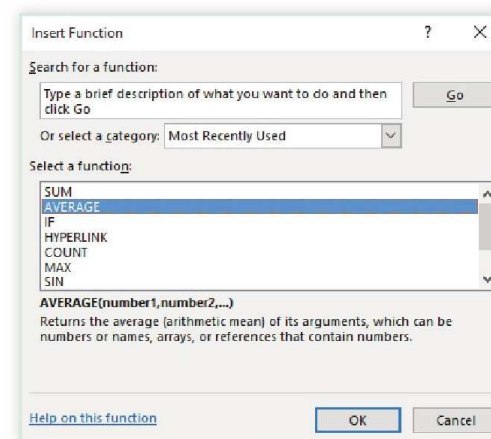 Insert Function ? X
Search for a function:
Type a brief description of what you want to do and then
click Go
Go
Or select a category: Most Recently Used
Select a function:
SUM
AVERAGE
IF
HYPERLINK
COUNT
MAX
SIN
AVERAGE(number1,number2,...)
Returns the average (arithmetic mean) of its arguments, which can be
numbers or names, arrays, or references that contain numbers.
Help on this function
OK Cancel